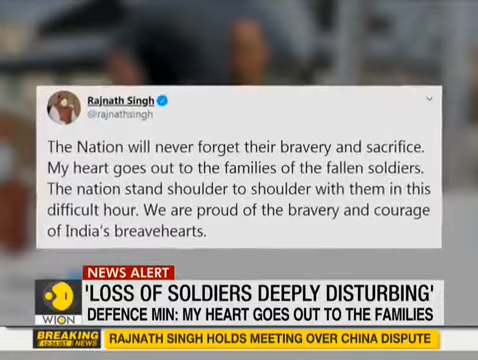 Rajnath Singh
@rajnathsingh
The Nation will never forget their bravery and sacrifice.
My heart goes out to the families of the fallen soldiers.
The nation stand shoulder to shoulder with them in this
difficult hour. We are proud of the bravery and courage
of India's breavehearts.
NEWS ALERT
'LOSS OF SOLDIERS DEEPLY DISTURBING'
DEFENCE MIN: MY HEART GOES OUT TO THE FAMILIES
WION
BREAKING
NEWS
RAJNATH SINGH HOLDS MEETING OVER CHINA DISPUTE